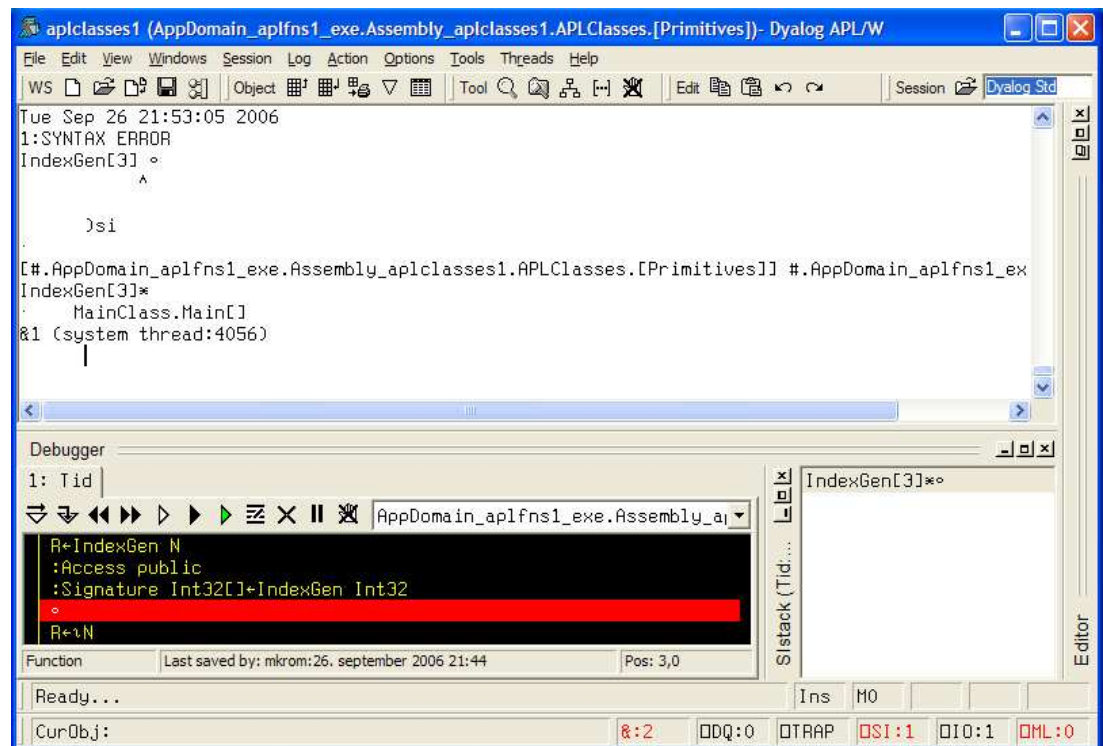 aplclasses1 (AppDomain_aplfns1_exe.Assembly_aplclasses1.APLClasses.[Primitives])- Dyalog APL/W
File Edit View Windows Session Log Action Options Tools Threads Help
WS Object Tool Edit Session Dyalog Std
Tue Sep 26 21:53:05 2006
1:SYNTAX ERROR
IndexGen[3] ∘
∧
)si
·
[#.AppDomain_aplfns1_exe.Assembly_aplclasses1.APLClasses.[Primitives]] #.AppDomain_aplfns1_ex
IndexGen[3]*
· MainClass.Main[]
&1 (system thread:4056)
Debugger
1: Tid
AppDomain_aplfns1_exe.Assembly_a
R←IndexGen N
:Access public
:Signature Int32[]←IndexGen Int32
∘
R←⍳N
Function Last saved by: mkrom:26. september 2006 21:44 Pos: 3,0
SIstack (Tid:...
IndexGen[3]*∘
Editor
Ready... Ins MO
CurObj: &:2 ⎕DQ:0 ⎕TRAP ⎕SI:1 ⎕IO:1 ⎕ML:0